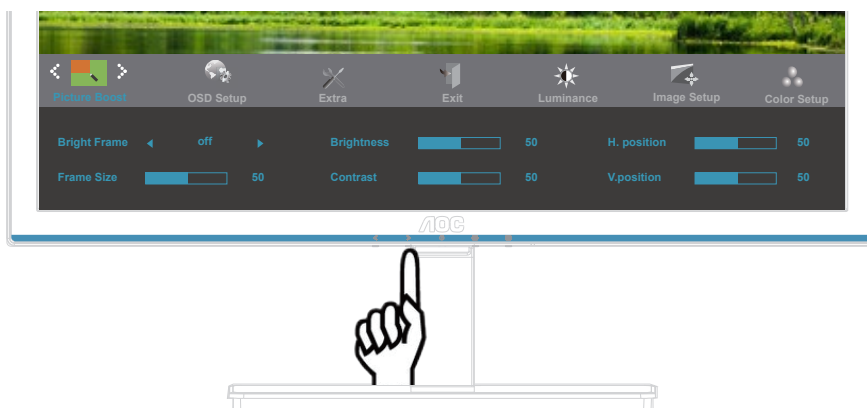 Picture Boost OSD Setup Extra Exit Luminance Image Setup Color Setup
Bright Frame off Brightness 50 H. position 50
Frame Size 50 Contrast 50 V.position 50
AOC